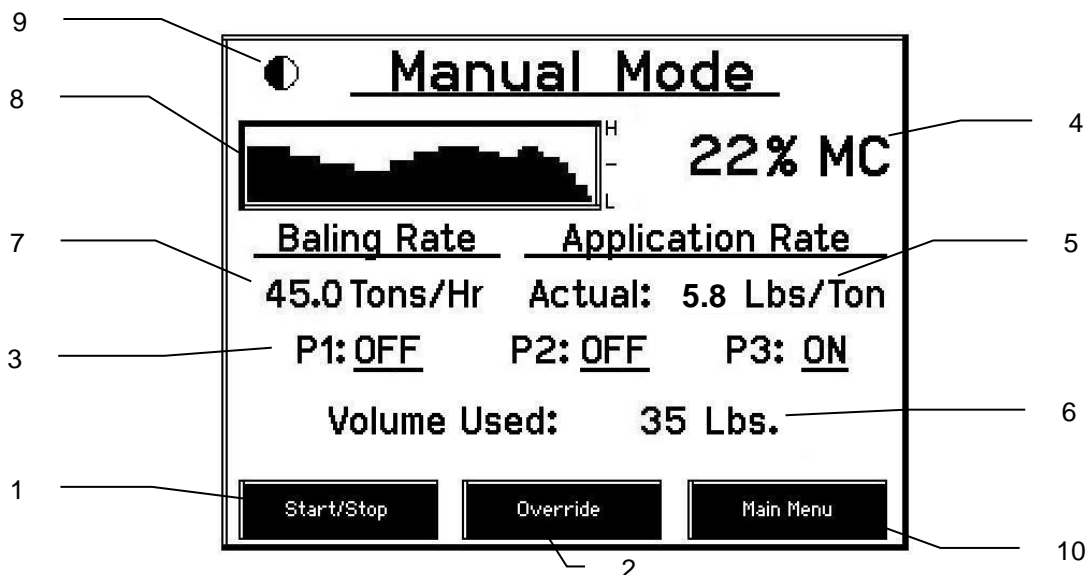 9
Manual Mode
8
H
–
L
22% MC
4
Baling Rate
Application Rate
7
5
45.0 Tons/Hr
Actual: 5.8 Lbs/Ton
3
P1: OFF
P2: OFF
P3: ON
Volume Used: 35 Lbs.
6
1
Start/Stop
Override
Main Menu
2
10